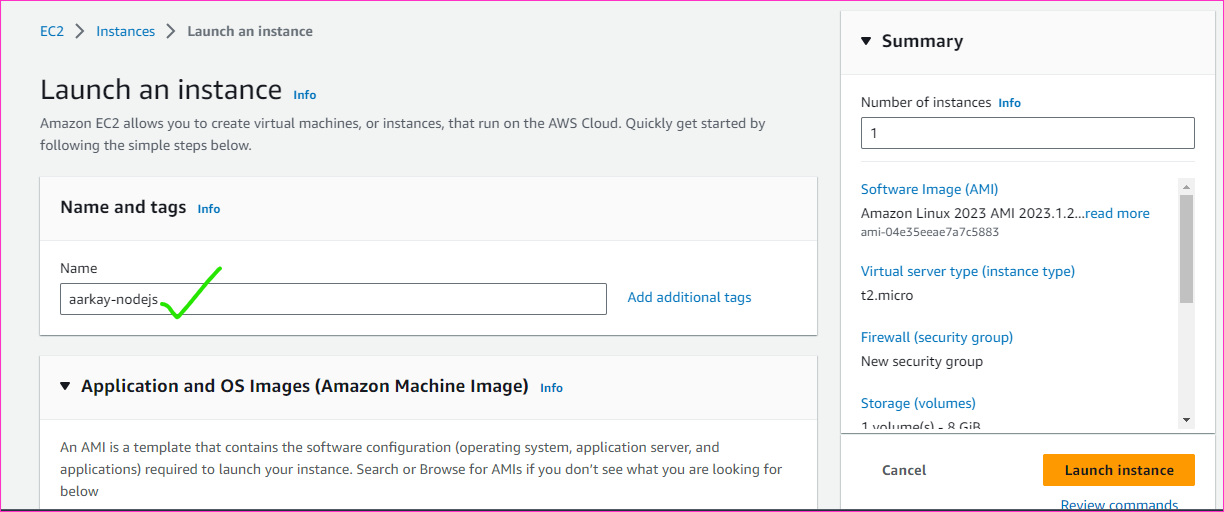 EC2 > Instances > Launch an instance
Launch an instance Info
Amazon EC2 allows you to create virtual machines, or instances, that run on the AWS Cloud. Quickly get started by
following the simple steps below.
Name and tags Info
Name
aarkay-nodejs
Add additional tags
Application and OS Images (Amazon Machine Image) Info
An AMI is a template that contains the software configuration (operating system, application server, and
applications) required to launch your instance. Search or Browse for AMIs if you don't see what you are looking for
below
Summary
Number of instances Info
1
Software Image (AMI)
Amazon Linux 2023 AMI 2023.1.2...read more
ami-04e35eeae7a7c5883
Virtual server type (instance type)
t2.micro
Firewall (security group)
New security group
Storage (volumes)
1 volume(s) - 8 GiB
Cancel
Launch instance
Review commands